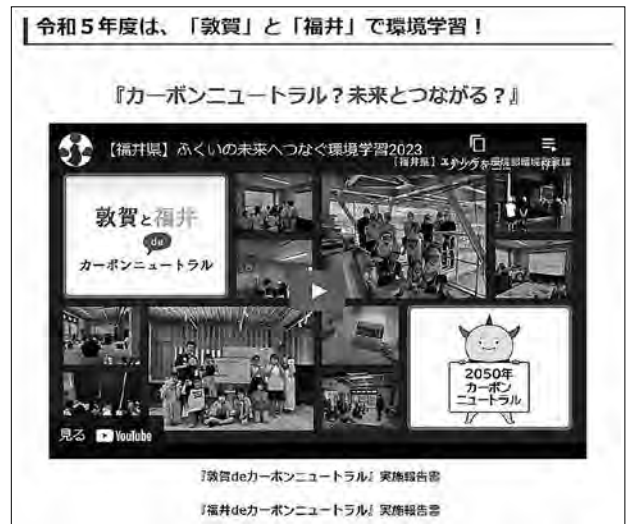 令和5年度は、「敦賀」と「福井」で環境学習!
『カーボンニュートラル?未来とつながる?』
【福井県】ふくいの未来へつなぐ環境学習2023
【福井県】
敦賀と福井
de
カーボンニュートラル
2050年
カーボン
ニュートラル
見る YouTube
『敦賀deカーボンニュートラル』実施報告書
『福井deカーボンニュートラル』実施報告書